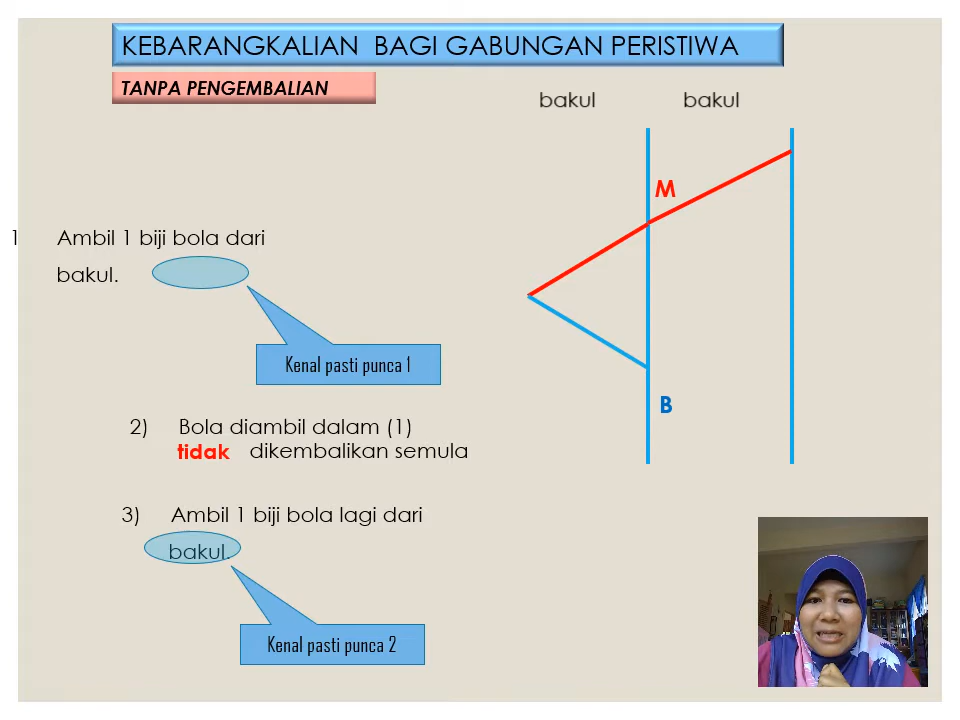 KEBARANGKALIAN BAGI GABUNGAN PERISTIWA
TANPA PENGEMBALIAN
bakul bakul
M
1 Ambil 1 biji bola dari
bakul.
Kenal pasti punca 1
B
2) Bola diambil dalam (1)
tidak dikembalikan semula
3) Ambil 1 biji bola lagi dari
bakul.
Kenal pasti punca 2